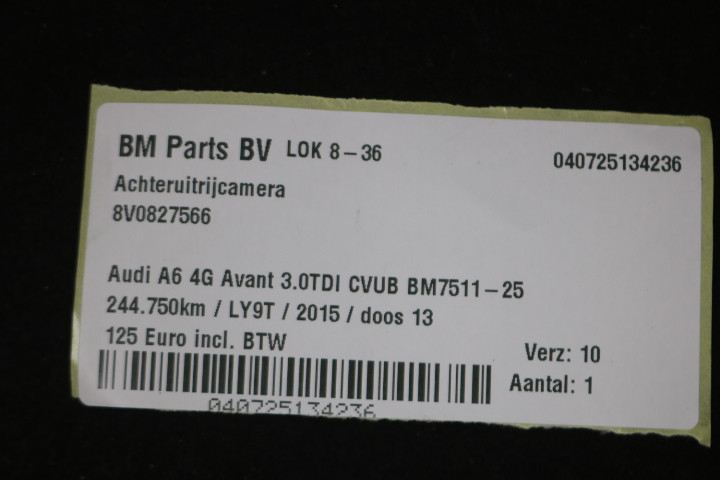 BM Parts BV LOK 8-36 040725134236
Achteruitrijcamera
8V0827566
Audi A6 4G Avant 3.0TDI CVUB BM7511-25
244.750km / LY9T / 2015 / doos 13
125 Euro incl. BTW
Verz: 10
Aantal: 1
040725134236